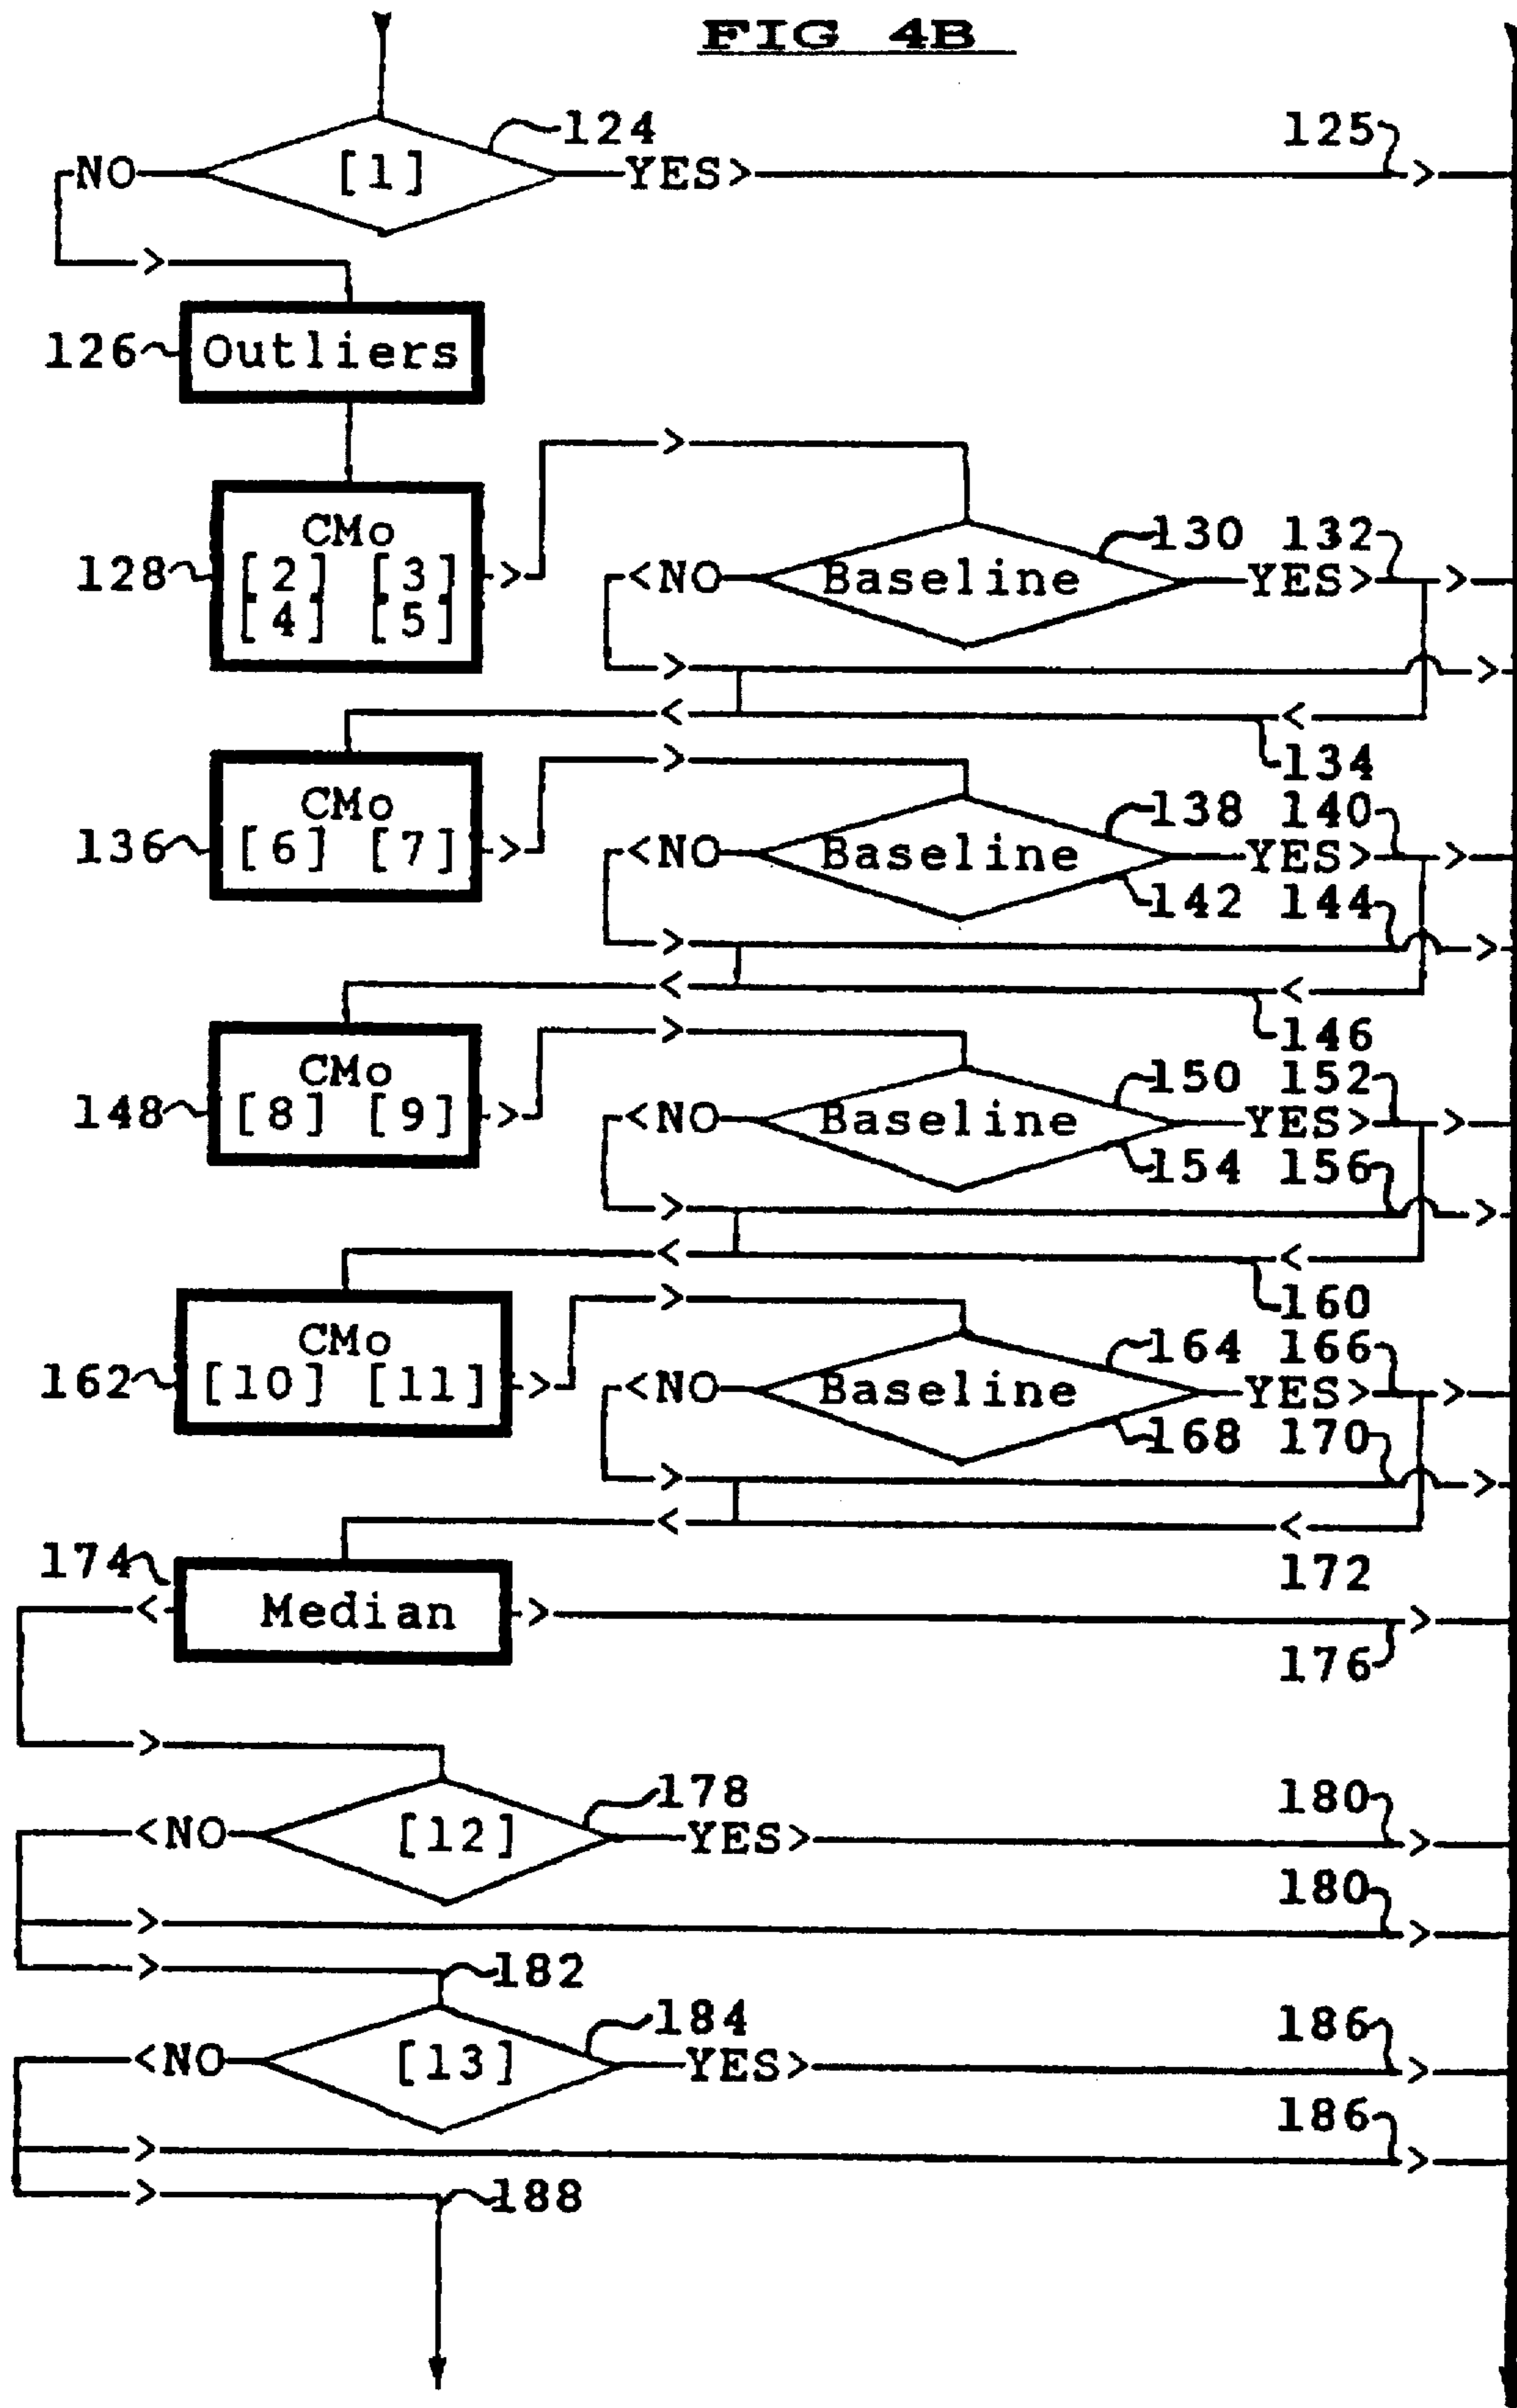 FIG 4B
124
125
NO [1] YES>
126 Outliers
CMo
130 132
128 [2] [3] <NO Baseline YES>
[4] [5]
134
CMo
138 140
136 [6] [7] <NO Baseline YES>
142 144
146
CMo
150 152
148 [8] [9] <NO Baseline YES>
154 156
160
CMo
164 166
162 [10] [11] <NO Baseline YES>
168 170
174
172
Median
176
178
180
<NO [12] YES>
180
182
184
186
<NO [13] YES>
186
188